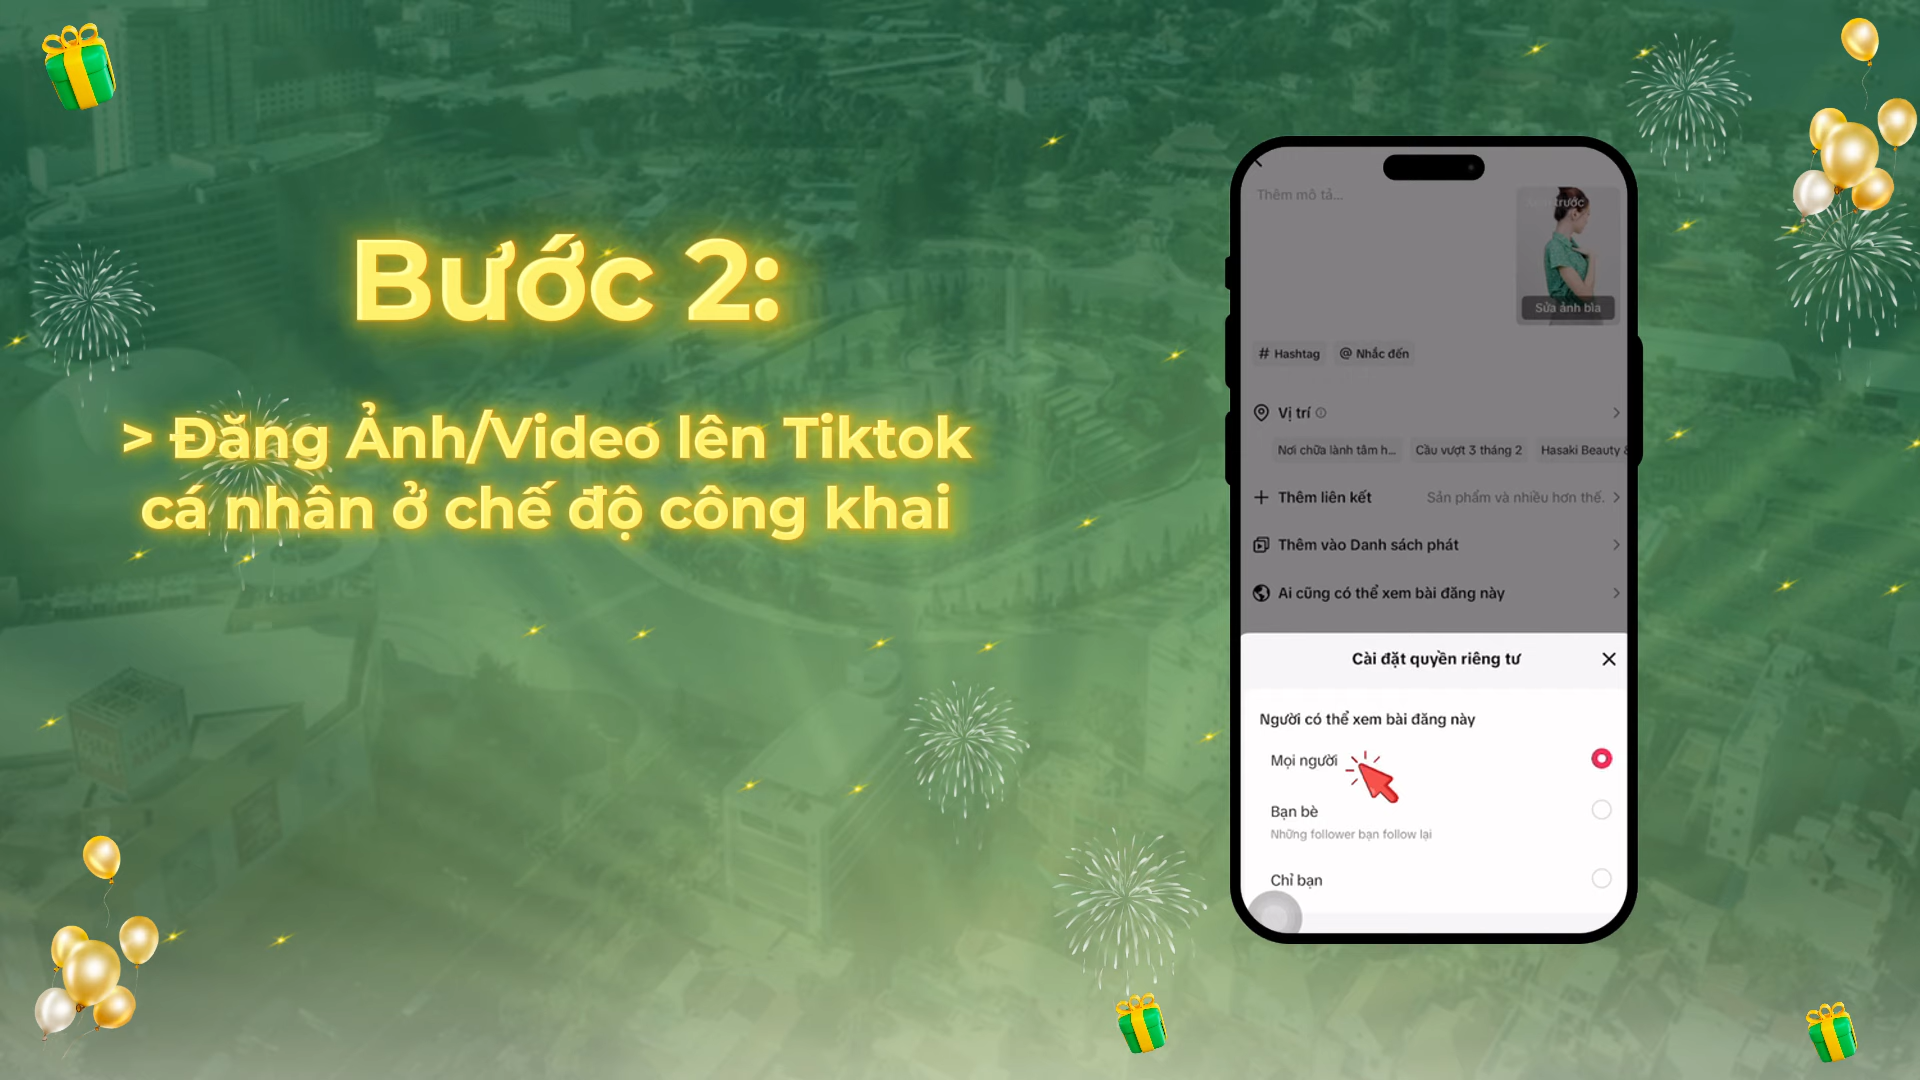 Bước 2:
> Đăng Ảnh/Video lên Tiktok
cá nhân ở chế độ công khai
Thêm mô tả...
trước
Sửa ảnh bìa
# Hashtag
@ Nhắc đến
Vị trí
Nơi chữa lành tâm h...
Cầu vượt 3 tháng 2
Hasaki Beauty
Thêm liên kết
Sản phẩm và nhiều hơn thế.
Thêm vào Danh sách phát
Ai cũng có thể xem bài đăng này
Cài đặt quyền riêng tư
Người có thể xem bài đăng này
Mọi người
Bạn bè
Những follower bạn follow lại
Chỉ bạn